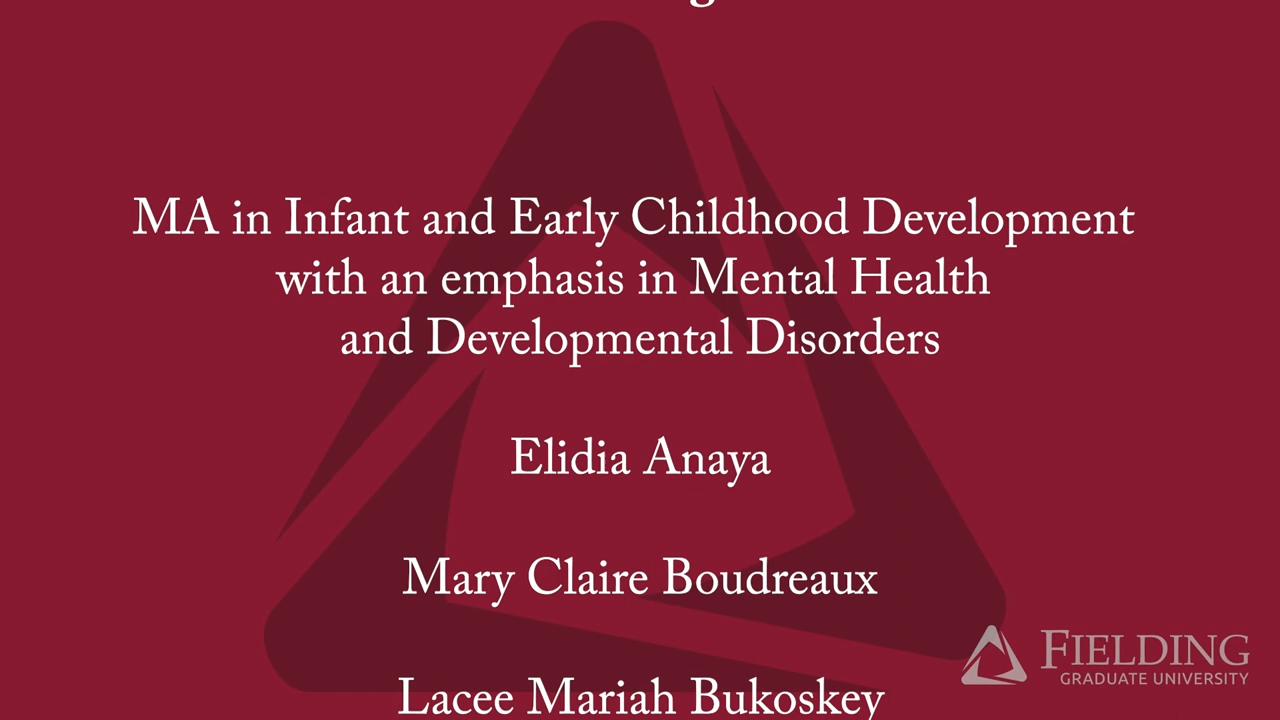 MA in Infant and Early Childhood Development
with an emphasis in Mental Health
and Developmental Disorders
Elidia Anaya
Mary Claire Boudreaux
Lacee Mariah Bukoskey
FIELDING
GRADUATE UNIVERSITY